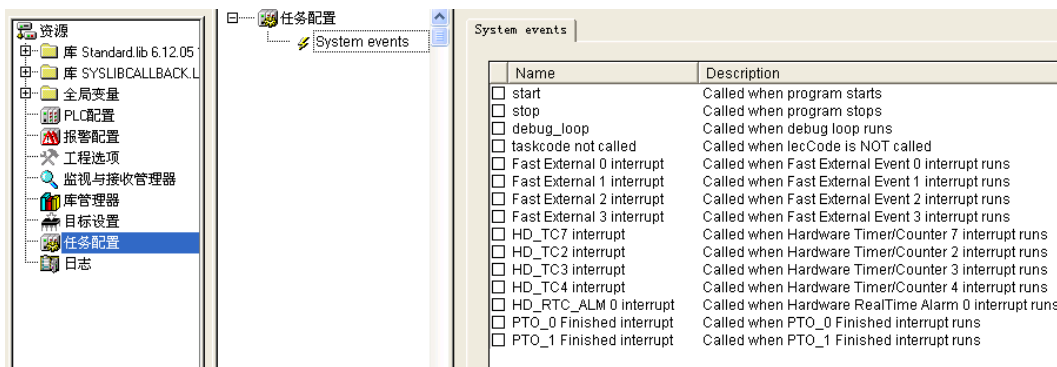 资源
库 Standard.lib 6.12.05
库 SYSLIBCALLBACK.L
全局变量
PLC配置
报警配置
工程选项
监视与接收管理器
库管理器
目标设置
任务配置
日志
任务配置
System events
System events
Name Description
start Called when program starts
stop Called when program stops
debug_loop Called when debug loop runs
taskcode not called Called when IecCode is NOT called
Fast External 0 interrupt Called when Fast External Event 0 interrupt runs
Fast External 1 interrupt Called when Fast External Event 1 interrupt runs
Fast External 2 interrupt Called when Fast External Event 2 interrupt runs
Fast External 3 interrupt Called when Fast External Event 3 interrupt runs
HD_TC7 interrupt Called when Hardware Timer/Counter 7 interrupt runs
HD_TC2 interrupt Called when Hardware Timer/Counter 2 interrupt runs
HD_TC3 interrupt Called when Hardware Timer/Counter 3 interrupt runs
HD_TC4 interrupt Called when Hardware Timer/Counter 4 interrupt runs
HD_RTC_ALM 0 interrupt Called when Hardware RealTime Alarm 0 interrupt runs
PTO_0 Finished interrupt Called when PTO_0 Finished interrupt runs
PTO_1 Finished interrupt Called when PTO_1 Finished interrupt runs